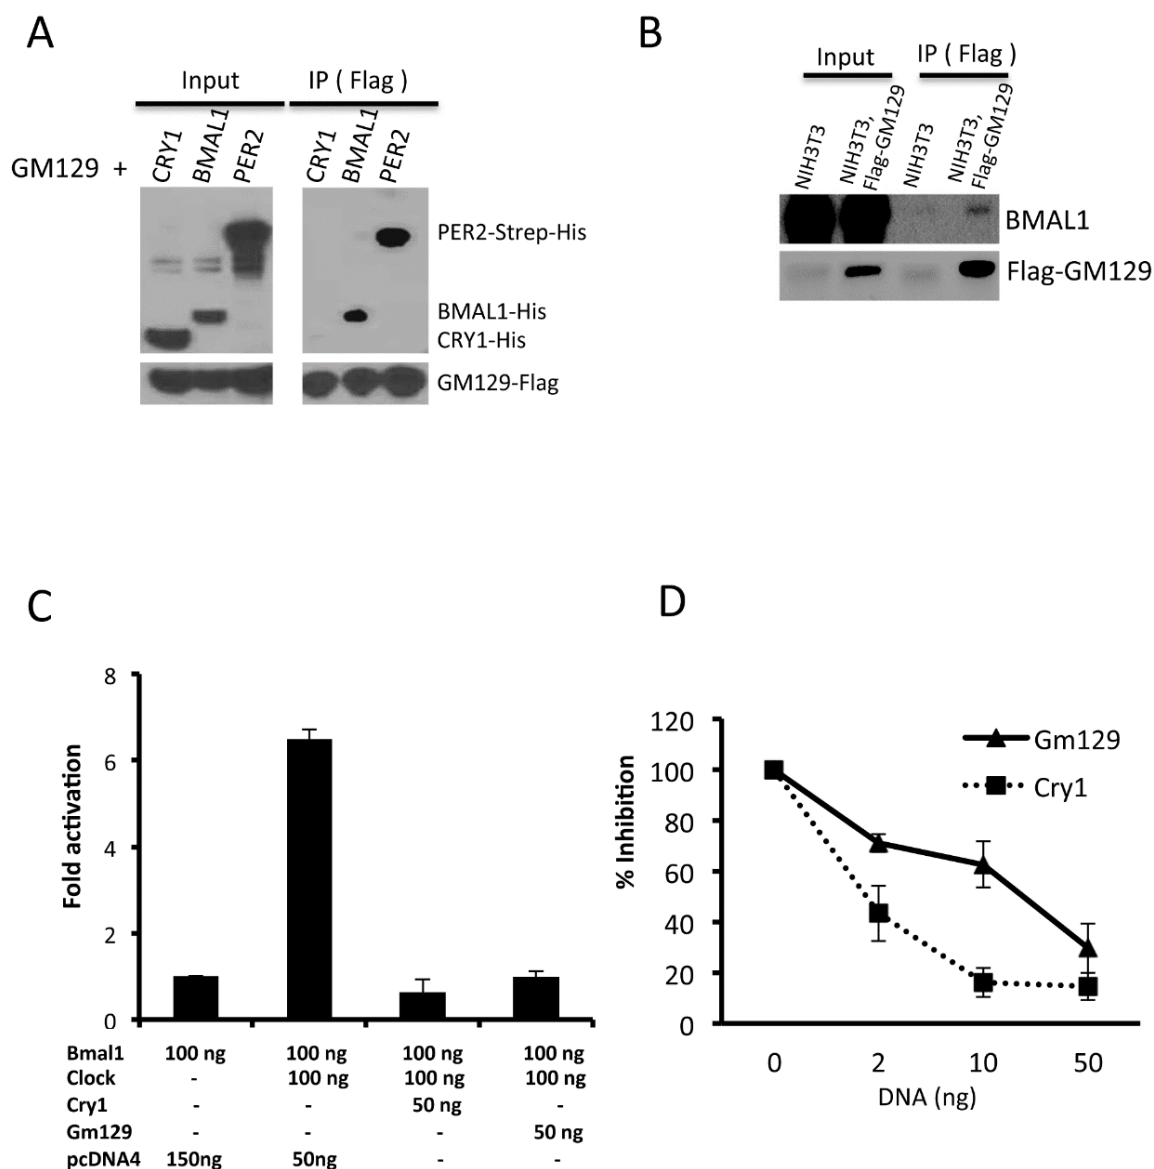 A
Input
IP ( Flag )
GM129 +
CRY1
BMAL1
PER2
CRY1
BMAL1
PER2
PER2-Strep-His
BMAL1-His
CRY1-His
GM129-Flag
B
Input
IP ( Flag )
NIH3T3
NIH3T3,
Flag-GM129
NIH3T3
NIH3T3,
Flag-GM129
BMAL1
Flag-GM129
C
Fold activation
8
6
4
2
0
Bmal1 100 ng 100 ng 100 ng 100 ng
Clock - 100 ng 100 ng 100 ng
Cry1 - - 50 ng -
Gm129 - - - 50 ng
pcDNA4 150ng 50ng - -
D
% Inhibition
120
100
80
60
40
20
0
Gm129
Cry1
0 2 10 50
DNA (ng)